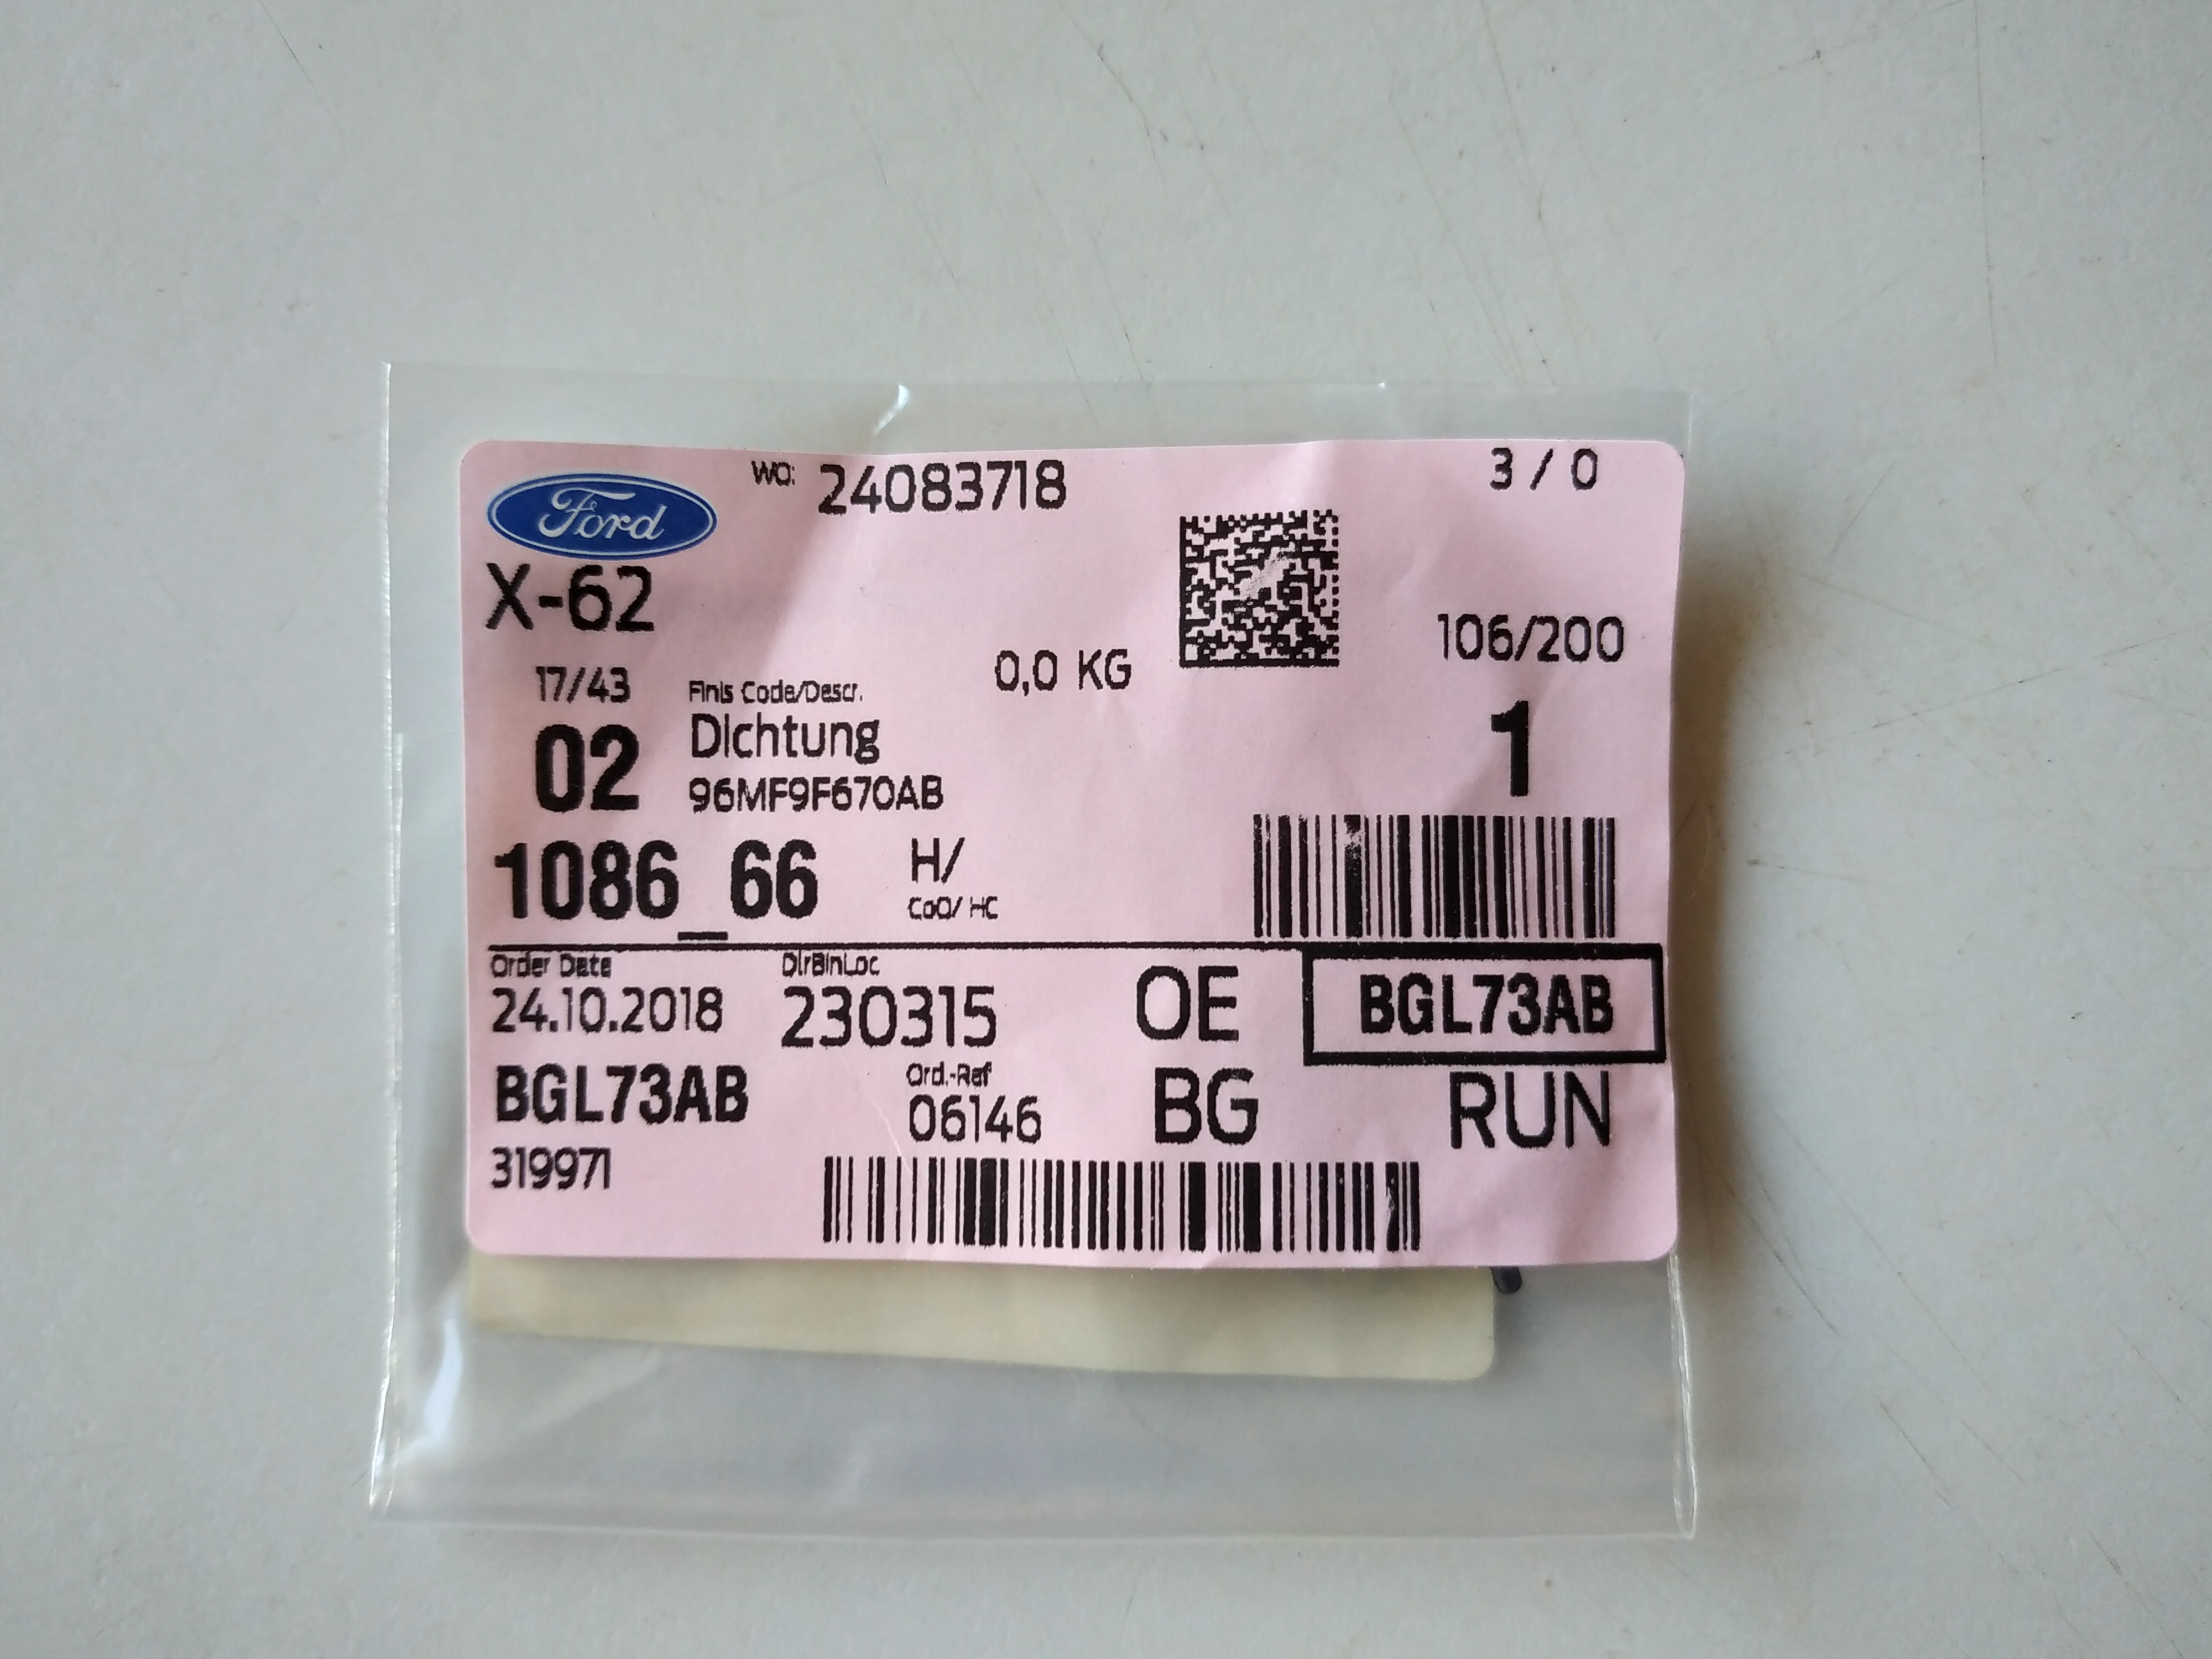 WO: 24083718 3 / 0
Ford
X-62
106/200
0,0 KG
17/43 Finis Code/Descr.
02 Dichtung 1
96MF9F670AB
1086_66 H/
CoO/ HC
Order Date DlrBinLoc
24.10.2018 230315 OE BGL73AB
BGL73AB Ord.-Ref BG RUN
06146
319971